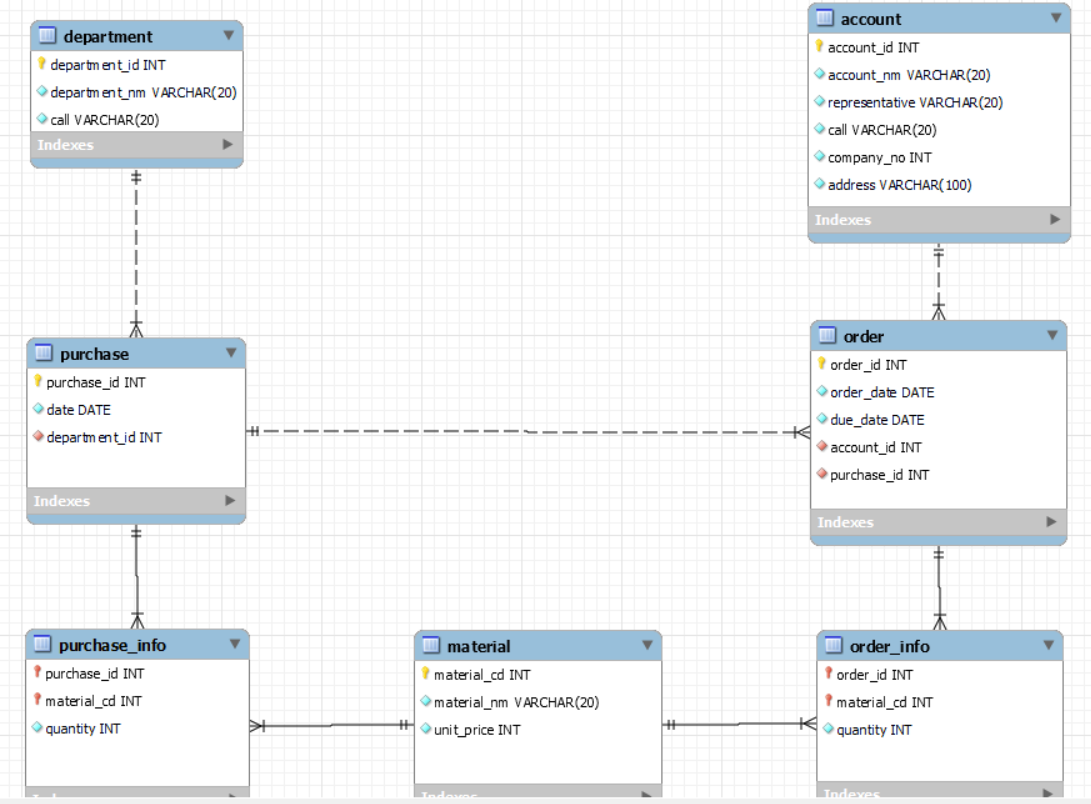 department
department_id INT
department_nm VARCHAR(20)
call VARCHAR(20)
Indexes
account
account_id INT
account_nm VARCHAR(20)
representative VARCHAR(20)
call VARCHAR(20)
company_no INT
address VARCHAR(100)
Indexes
purchase
purchase_id INT
date DATE
department_id INT
Indexes
order
order_id INT
order_date DATE
due_date DATE
account_id INT
purchase_id INT
Indexes
purchase_info
purchase_id INT
material_cd INT
quantity INT
Indexes
material
material_cd INT
material_nm VARCHAR(20)
unit_price INT
Indexes
order_info
order_id INT
material_cd INT
quantity INT
Indexes